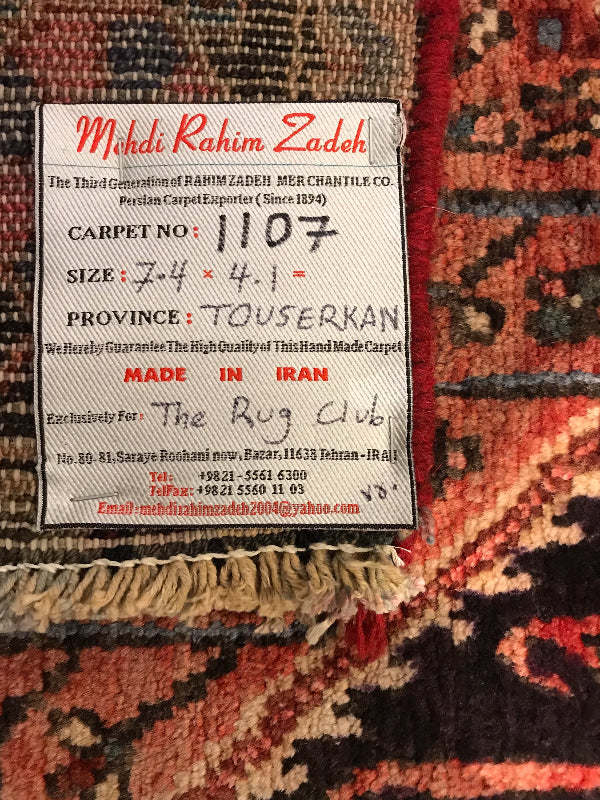 Mehdi Rahim Zadeh
The Third Generation of RAHIM ZADEH MERCHANTILE CO.
Persian Carpet Exporter ( Since 1894)
CARPET NO : 1107
SIZE : 7.4 × 4.1 =
PROVINCE : TOUSERKAN
We Hereby Guarantee The High Quality of This Hand Made Carpet
MADE IN IRAN
Exclusively For: The Rug Club
No. 80-81, Saraye Roohani now, Bazar, 11638 Tehran - IRAN
Tel: +9821-5561 6300
TelFax: +9821 5560 11 03
Email: mehdirahimzadeh2004@yahoo.com